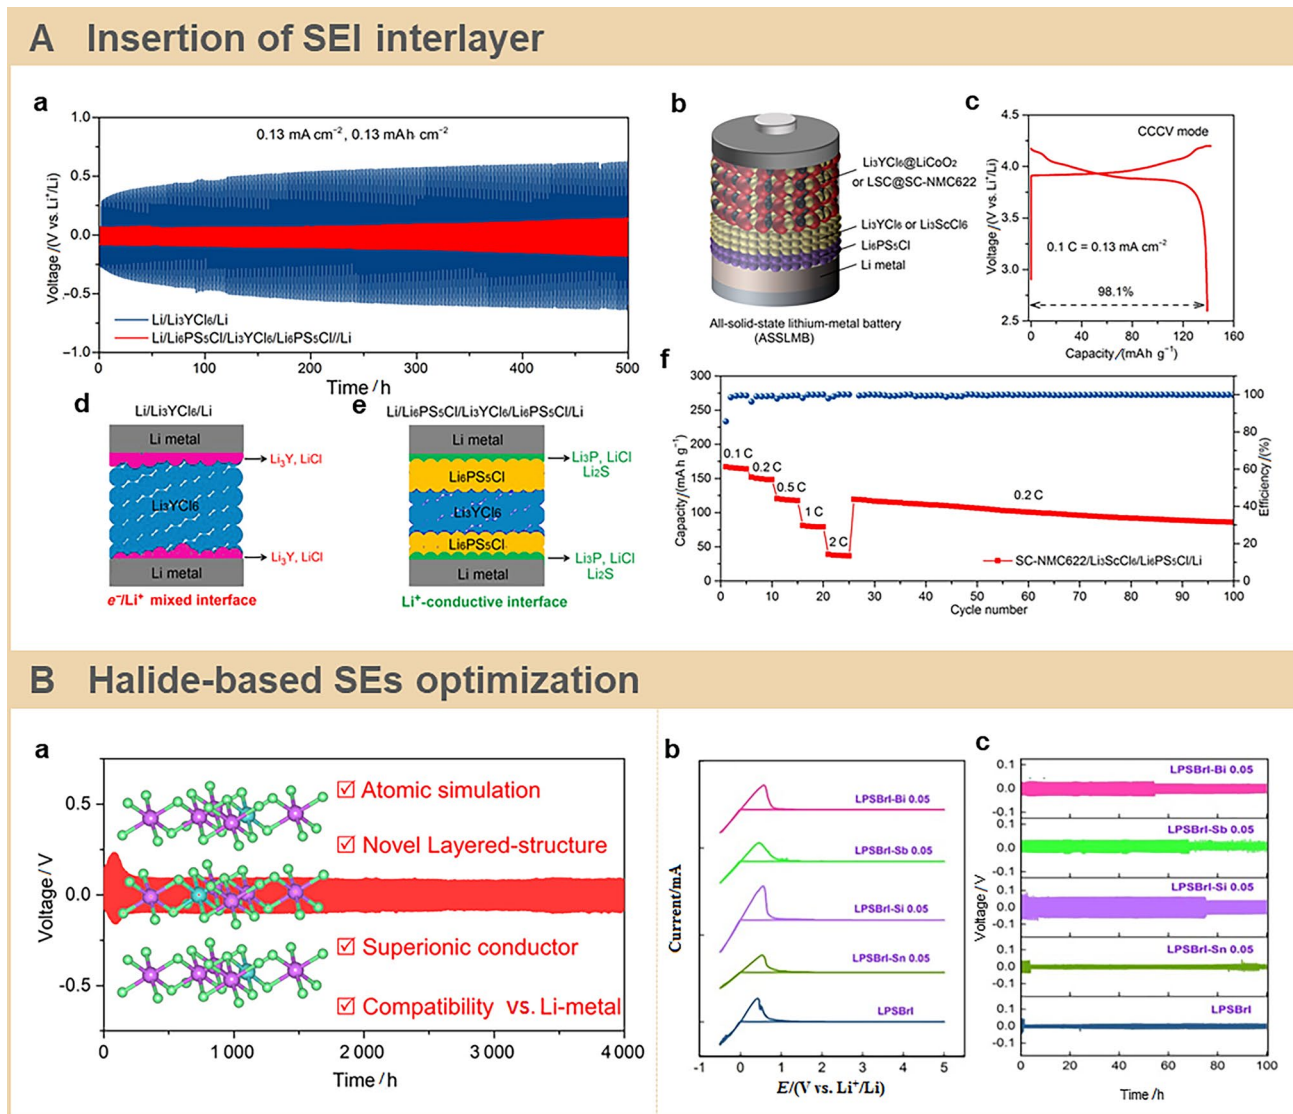 A Insertion of SEI interlayer
a
1.0
0.5
0.0
−0.5
−1.0
Voltage/(V vs. Li⁺/Li)
0.13 mA cm⁻², 0.13 mAh cm⁻²
Li/Li₃YCl₆/Li
Li/Li₆PS₅Cl/Li₃YCl₆/Li₆PS₅Cl//Li
0 100 200 300 400 500
Time/h
b
Li₃YCl₆@LiCoO₂
or LSC@SC-NMC622
Li₃YCl₆ or Li₃ScCl₆
Li₆PS₅Cl
Li metal
All-solid-state lithium-metal battery
(ASSLMB)
c
4.5
4.0
3.5
3.0
2.5
Voltage/(V vs. Li⁺/Li)
CCCV mode
0.1 C = 0.13 mA cm⁻²
98.1%
0 40 80 120 160
Capacity/(mAh g⁻¹)
d
Li/Li₃YCl₆/Li
Li metal
Li₃Y, LiCl
Li₃YCl₆
Li₃Y, LiCl
Li metal
e⁻/Li⁺ mixed interface
e
Li/Li₆PS₅Cl/Li₃YCl₆/Li₆PS₅Cl/Li
Li metal
Li₃P, LiCl
Li₂S
Li₆PS₅Cl
Li₃YCl₆
Li₆PS₅Cl
Li₃P, LiCl
Li₂S
Li metal
Li⁺-conductive interface
f
300
250
200
150
100
50
0
Capacity/(mAh g⁻¹)
0.1 C
0.2 C
0.5 C
1 C
2 C
0.2 C
SC-NMC622/Li₃ScCl₆/Li₆PS₅Cl/Li
100
80
60
40
20
0
Efficiency/(%)
0 10 20 30 40 50 60 70 80 90 100
Cycle number
B Halide-based SEs optimization
a
0.5
0.0
-0.5
Voltage/V
☑ Atomic simulation
☑ Novel Layered-structure
☑ Superionic conductor
☑ Compatibility vs. Li-metal
0 1 000 2 000 3 000 4 000
Time/h
b
Current/mA
LPSBrI-Bi 0.05
LPSBrI-Sb 0.05
LPSBrI-Si 0.05
LPSBrI-Sn 0.05
LPSBrI
-1 0 1 2 3 4 5
E/(V vs. Li⁺/Li)
c
Voltage/V
0.1
0.0
-0.1
LPSBrI-Bi 0.05
0.1
0.0
-0.1
LPSBrI-Sb 0.05
0.1
0.0
-0.1
LPSBrI-Si 0.05
0.1
0.0
-0.1
LPSBrI-Sn 0.05
0.1
0.0
-0.1
LPSBrI
0 20 40 60 80 100
Time/h